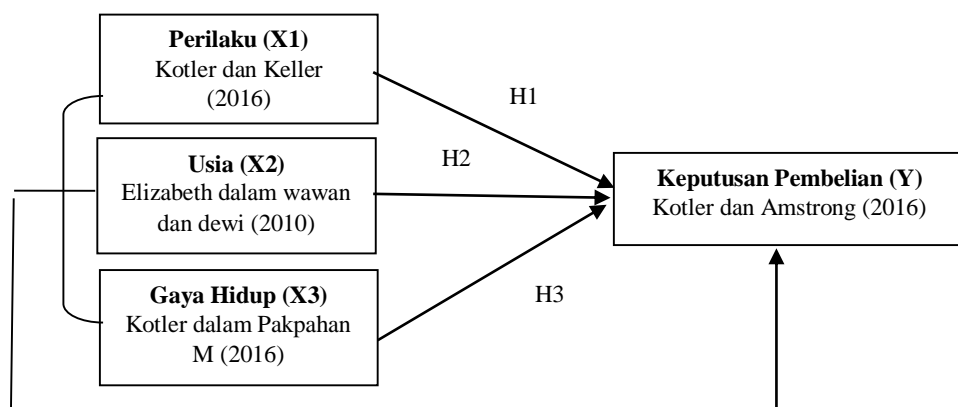 Perilaku (X1)
Kotler dan Keller
(2016)
H1
Usia (X2)
Elizabeth dalam wawan
dan dewi (2010)
H2
Keputusan Pembelian (Y)
Kotler dan Amstrong (2016)
Gaya Hidup (X3)
Kotler dalam Pakpahan
M (2016)
H3